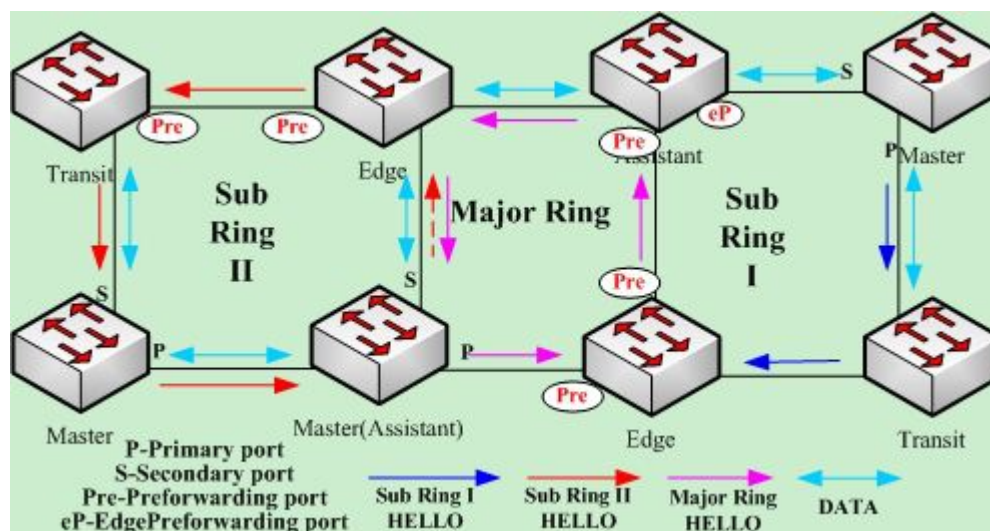 S
Pre
Pre
eP
Pre
Transit
Edge
Assistant
P
Master
Sub
Ring
II
Major Ring
Sub
Ring
I
S
S
Pre
P
P
Pre
Master
Master(Assistant)
Edge
Transit
P-Primary port
S-Secondary port
Pre-Preforwarding port
eP-EdgePreforwarding port
Sub Ring I
HELLO
Sub Ring II
HELLO
Major Ring
HELLO
DATA